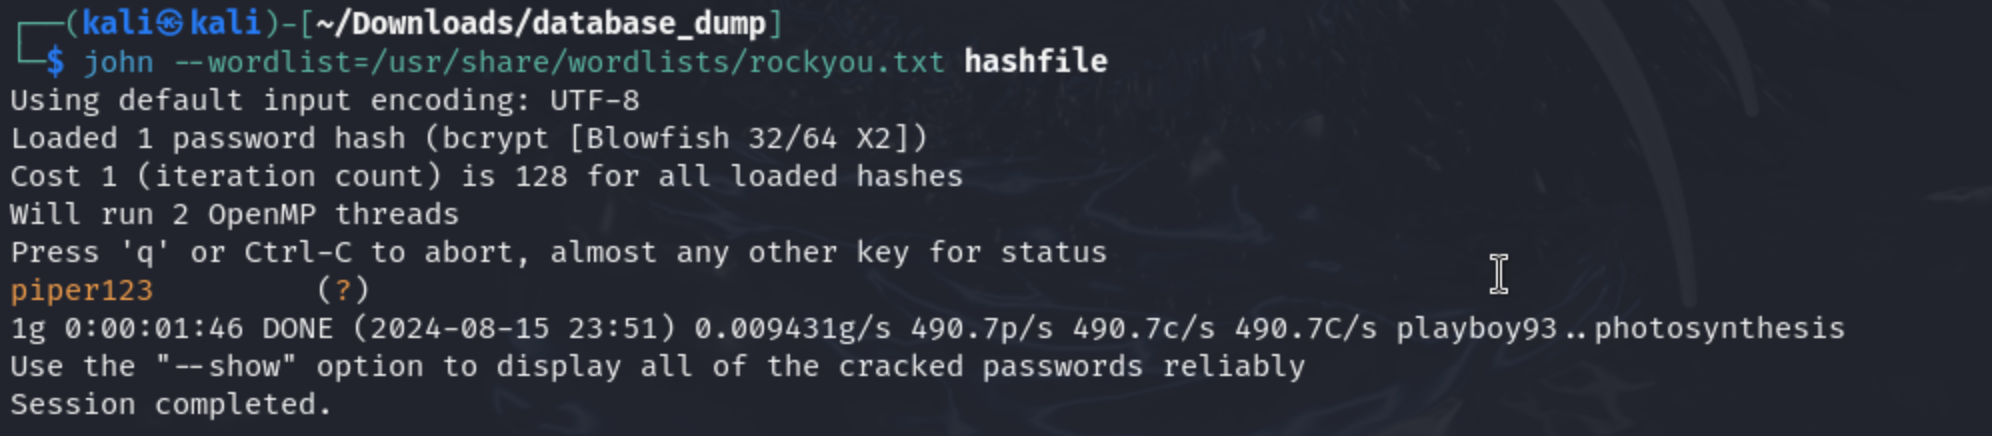 ┌──(kali㉿kali)-[~/Downloads/database_dump]
└─$ john --wordlist=/usr/share/wordlists/rockyou.txt hashfile
Using default input encoding: UTF-8
Loaded 1 password hash (bcrypt [Blowfish 32/64 X2])
Cost 1 (iteration count) is 128 for all loaded hashes
Will run 2 OpenMP threads
Press 'q' or Ctrl-C to abort, almost any other key for status
piper123         (?)
1g 0:00:01:46 DONE (2024-08-15 23:51) 0.009431g/s 490.7p/s 490.7c/s 490.7C/s playboy93..photosynthesis
Use the "--show" option to display all of the cracked passwords reliably
Session completed.